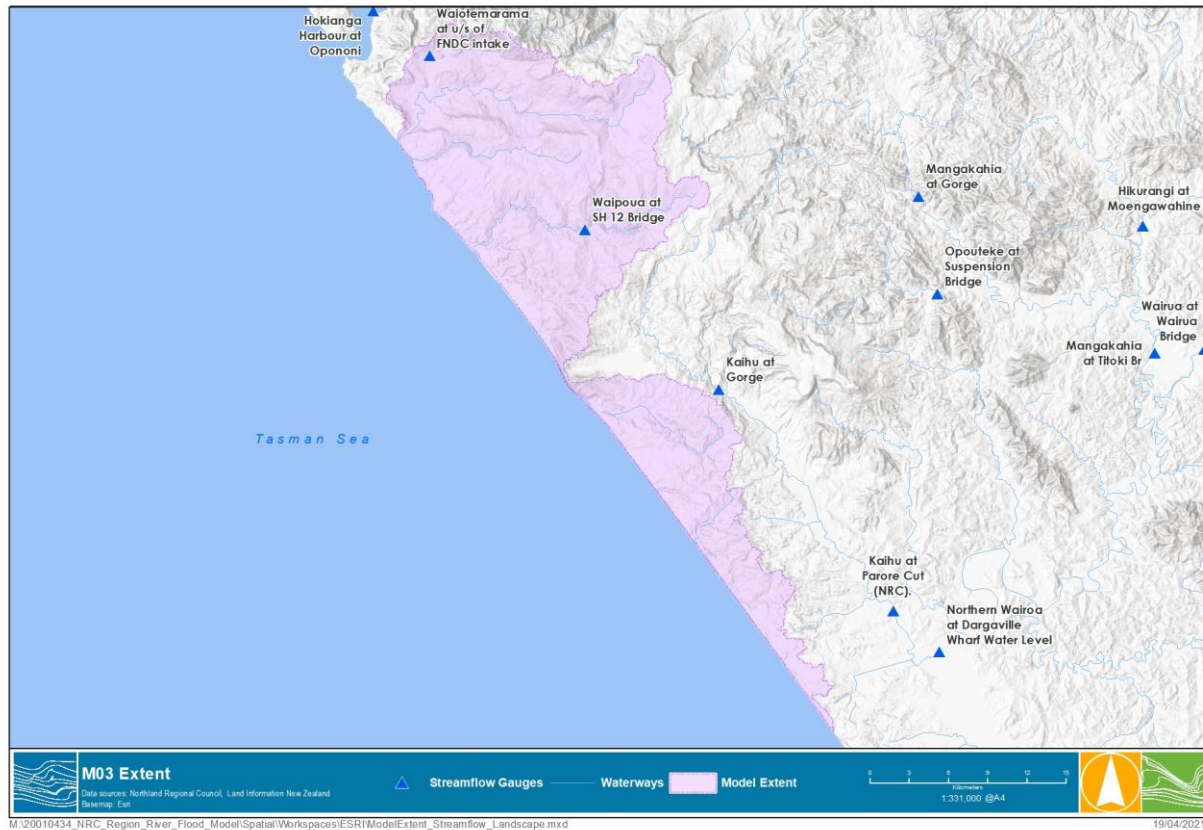 Hokianga
Harbour at
Opononi
Waiotemarama
at u/s of
FNDC intake
Waipoua at
SH 12 Bridge
Mangakahia
at Gorge
Hikurangi at
Moengawahine
Opouteke at
Suspension
Bridge
Wairua at
Wairua
Bridge
Mangakahia
at Titoki Br
Kaihu at
Gorge
Tasman Sea
Kaihu at
Parore Cut
(NRC).
Northern Wairoa
at Dargaville
Wharf Water Level
M03 Extent
Data sources: Northland Regional Council, Land Information New Zealand
Basemap: Esri
Streamflow Gauges
Waterways
Model Extent
0 3 6 9 12 15
Kilometers
1:331,000 @A4
M:\20010434_NRC_Region_River_Flood_Model\Spatial\Workspaces\ESRI\ModelExtent_Streamflow_Landscape.mxd
19/04/2021